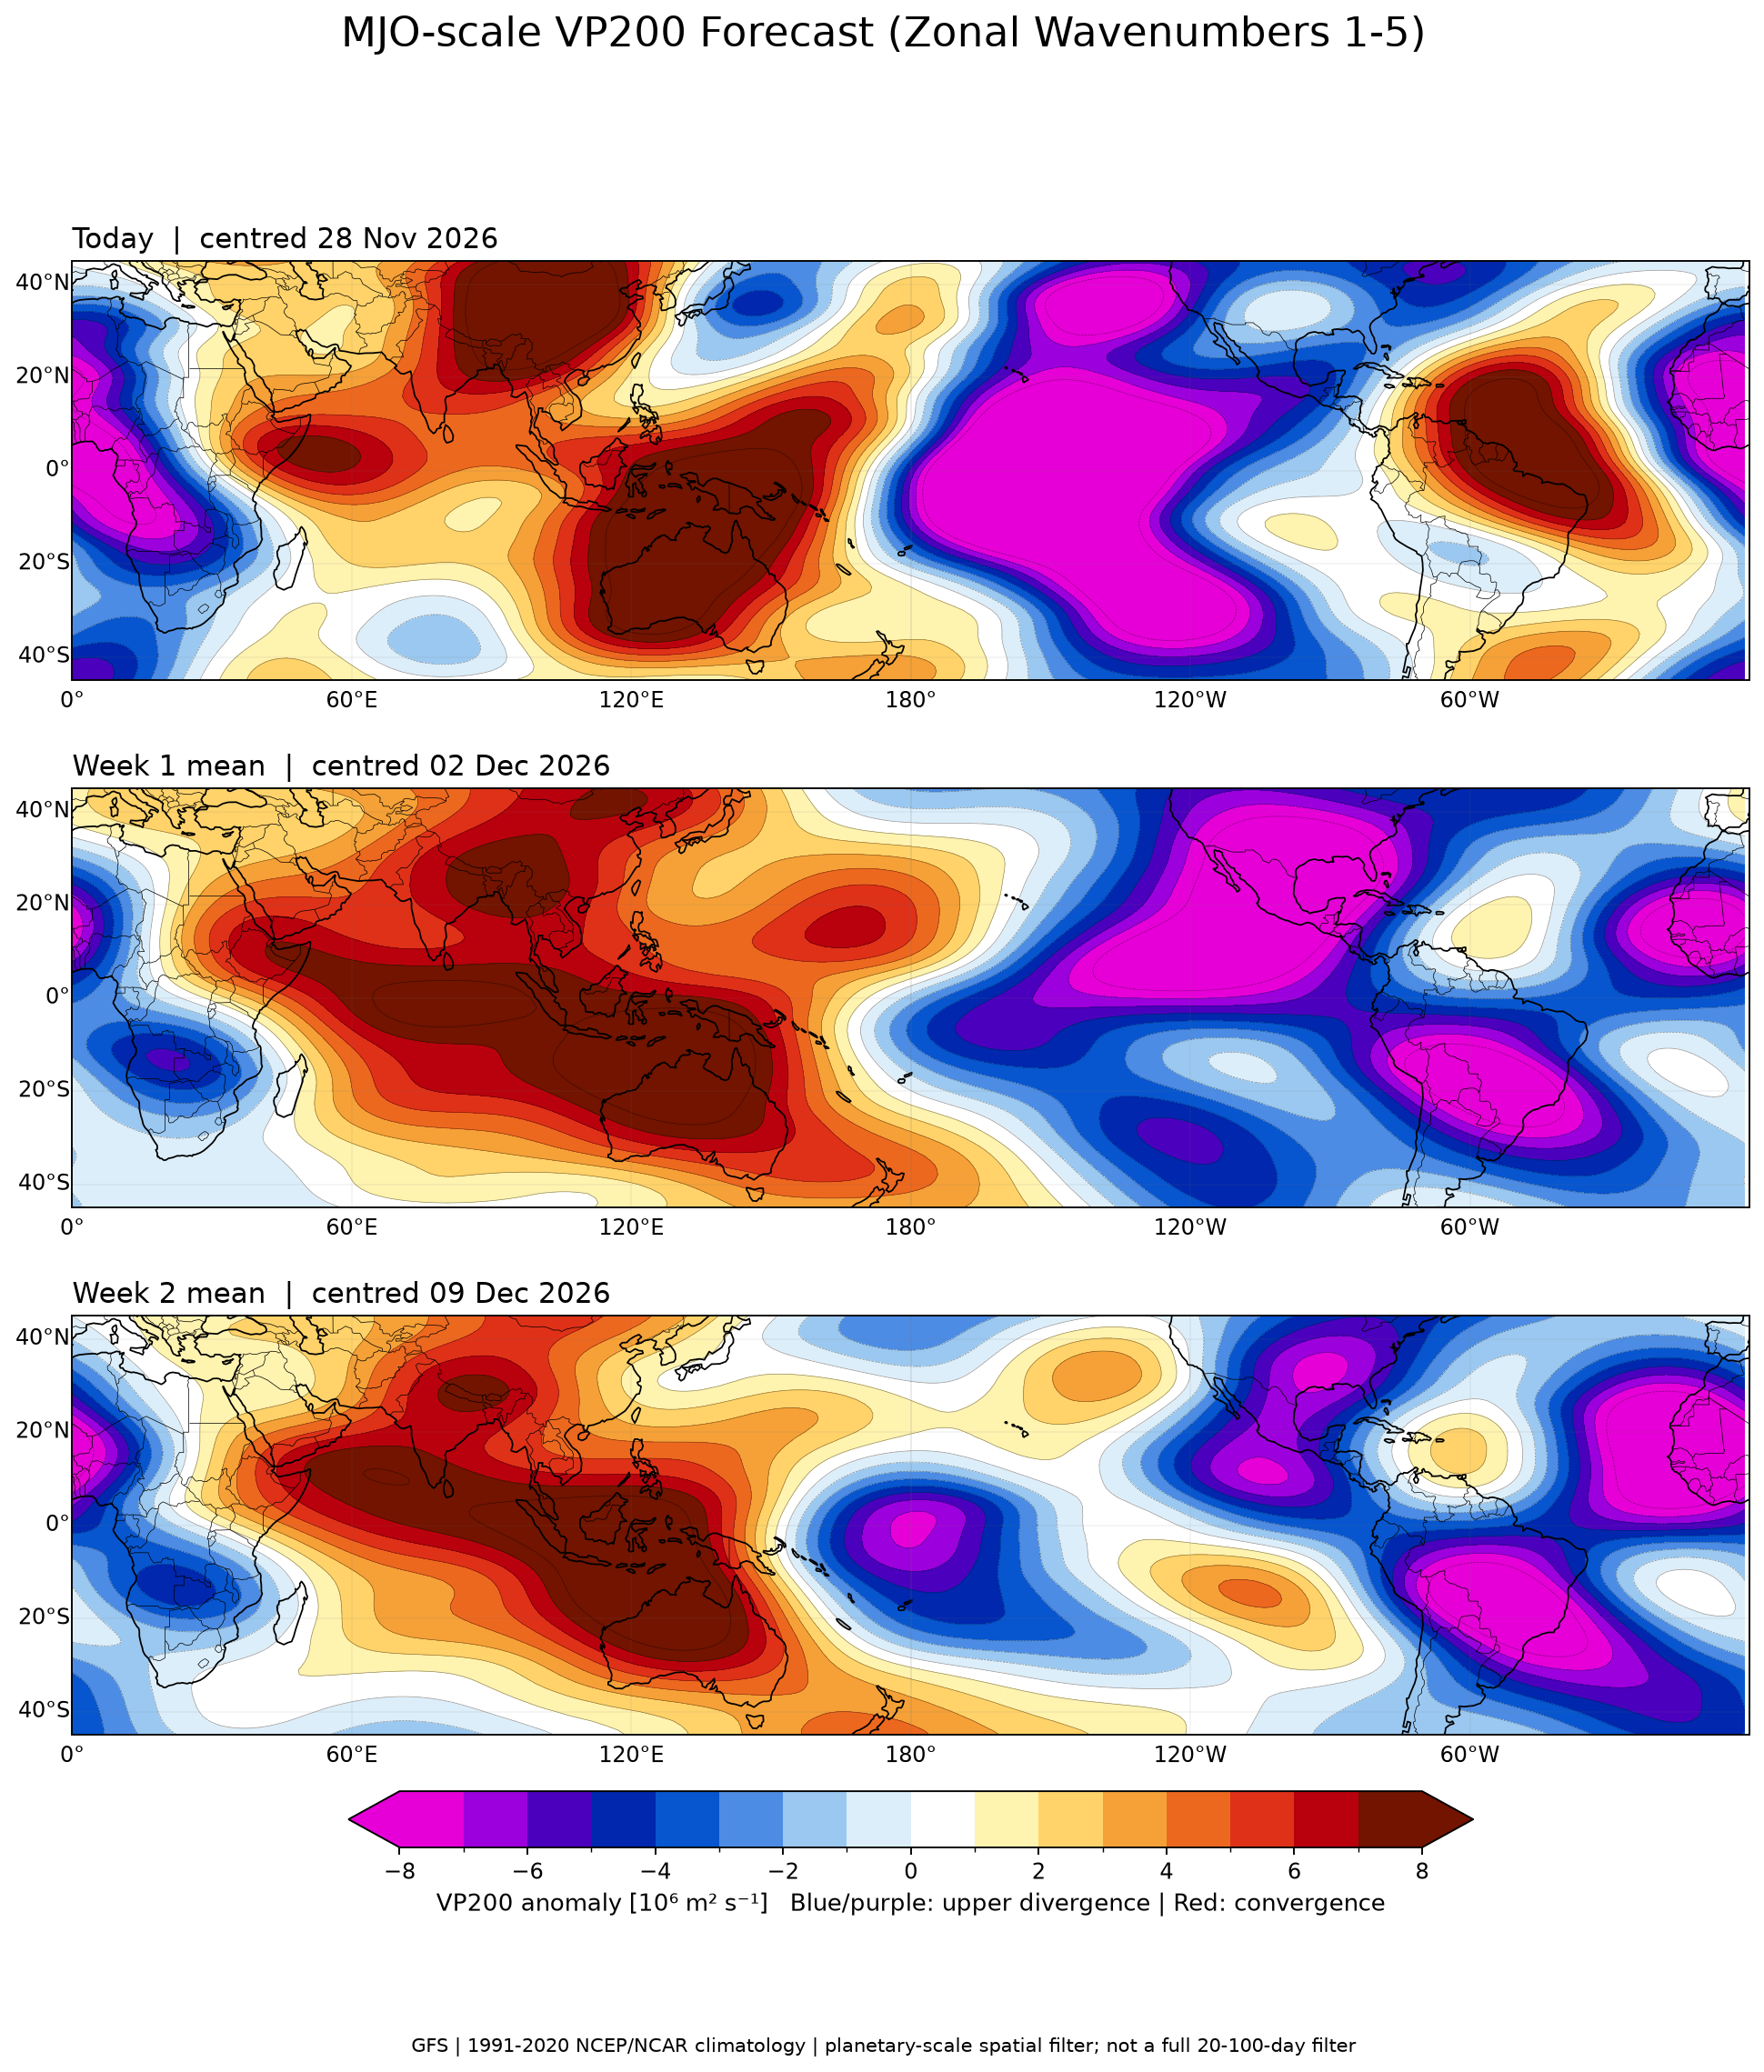 MJO-scale VP200 Forecast (Zonal Wavenumbers 1-5)
Today | centred 28 Nov 2026
40°N
20°N
0°
20°S
40°S
0° 60°E 120°E 180° 120°W 60°W
Week 1 mean | centred 02 Dec 2026
40°N
20°N
0°
20°S
40°S
0° 60°E 120°E 180° 120°W 60°W
Week 2 mean | centred 09 Dec 2026
40°N
20°N
0°
20°S
40°S
0° 60°E 120°E 180° 120°W 60°W
−8 −6 −4 −2 0 2 4 6 8
VP200 anomaly [10⁶ m² s⁻¹] Blue/purple: upper divergence | Red: convergence
GFS | 1991-2020 NCEP/NCAR climatology | planetary-scale spatial filter; not a full 20-100-day filter